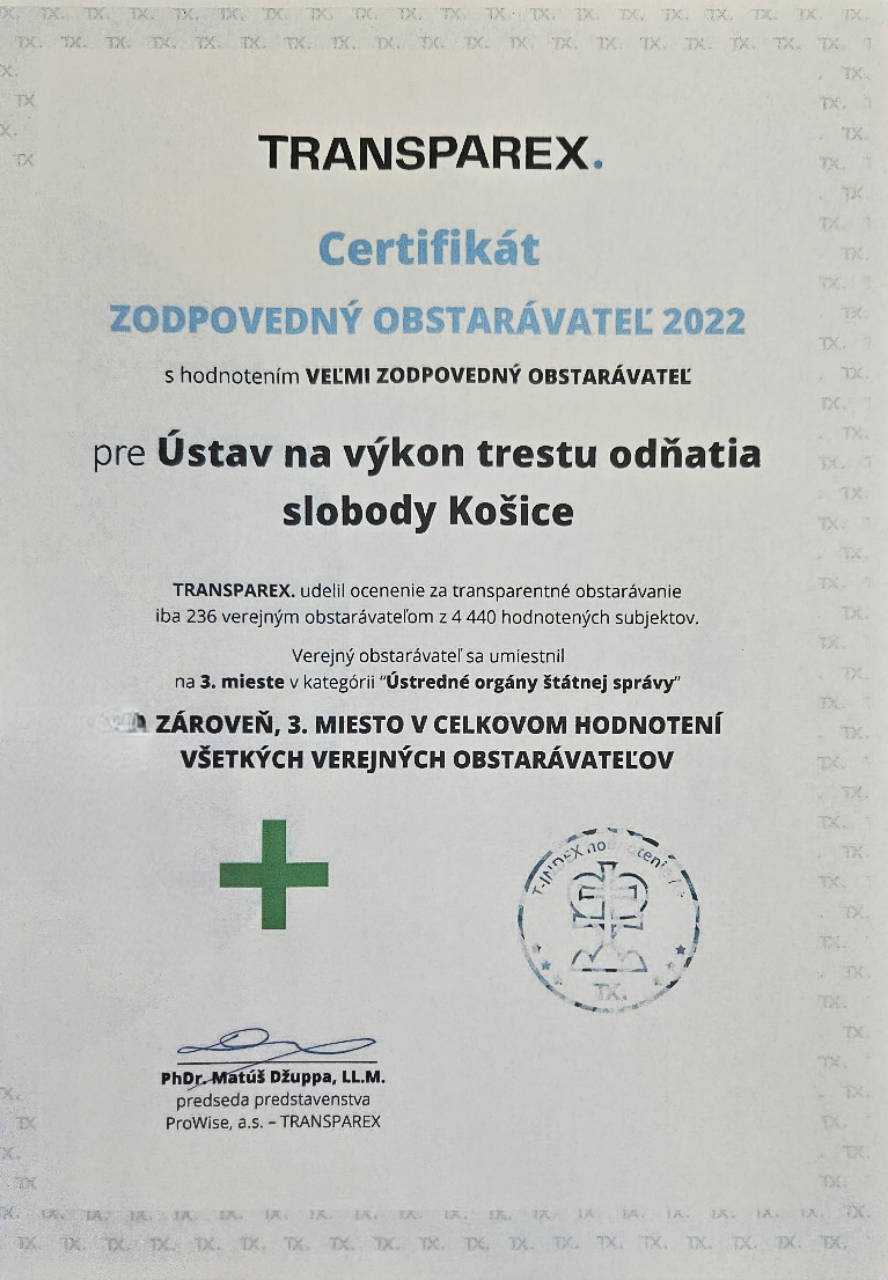 TRANSPAREX.
Certifikát
ZODPOVEDNÝ OBSTARÁVATEĽ 2022
s hodnotením VEĽMI ZODPOVEDNÝ OBSTARÁVATEĽ
pre Ústav na výkon trestu odňatia
slobody Košice
TRANSPAREX. udelil ocenenie za transparentné obstarávanie
iba 236 verejným obstarávateľom z 4 440 hodnotených subjektov.
Verejný obstarávateľ sa umiestnil
na 3. mieste v kategórii “Ústredné orgány štátnej správy”
A ZÁROVEŇ, 3. MIESTO V CELKOVOM HODNOTENÍ
VŠETKÝCH VEREJNÝCH OBSTARÁVATEĽOV
T-INDEX
TX.
PhDr. Matúš Džuppa, LL.M.
predseda predstavenstva
ProWise, a.s. – TRANSPAREX